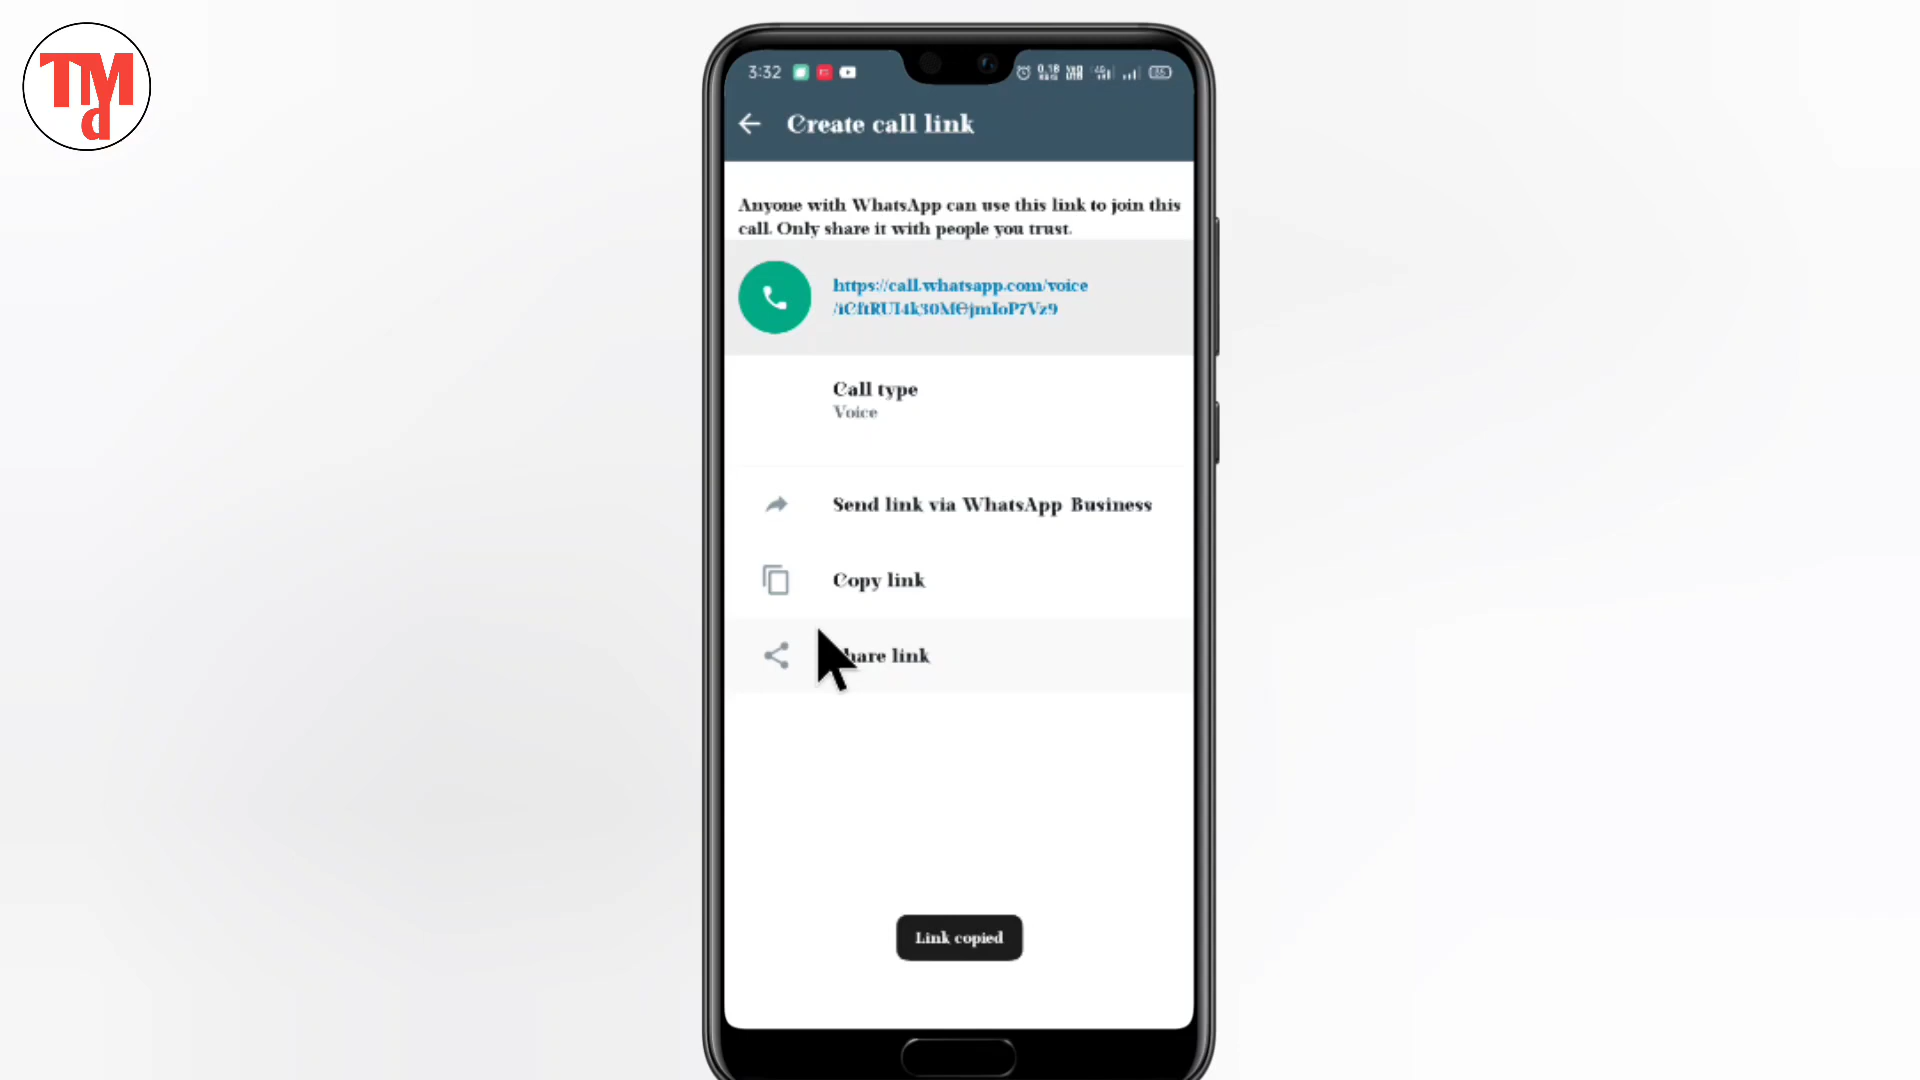 TMd
3:32
Create call link
Anyone with WhatsApp can use this link to join this
call. Only share it with people you trust.
https://call.whatsapp.com/voice
Call type
Voice
Send link via WhatsApp Business
Copy link
hare link
Link copied